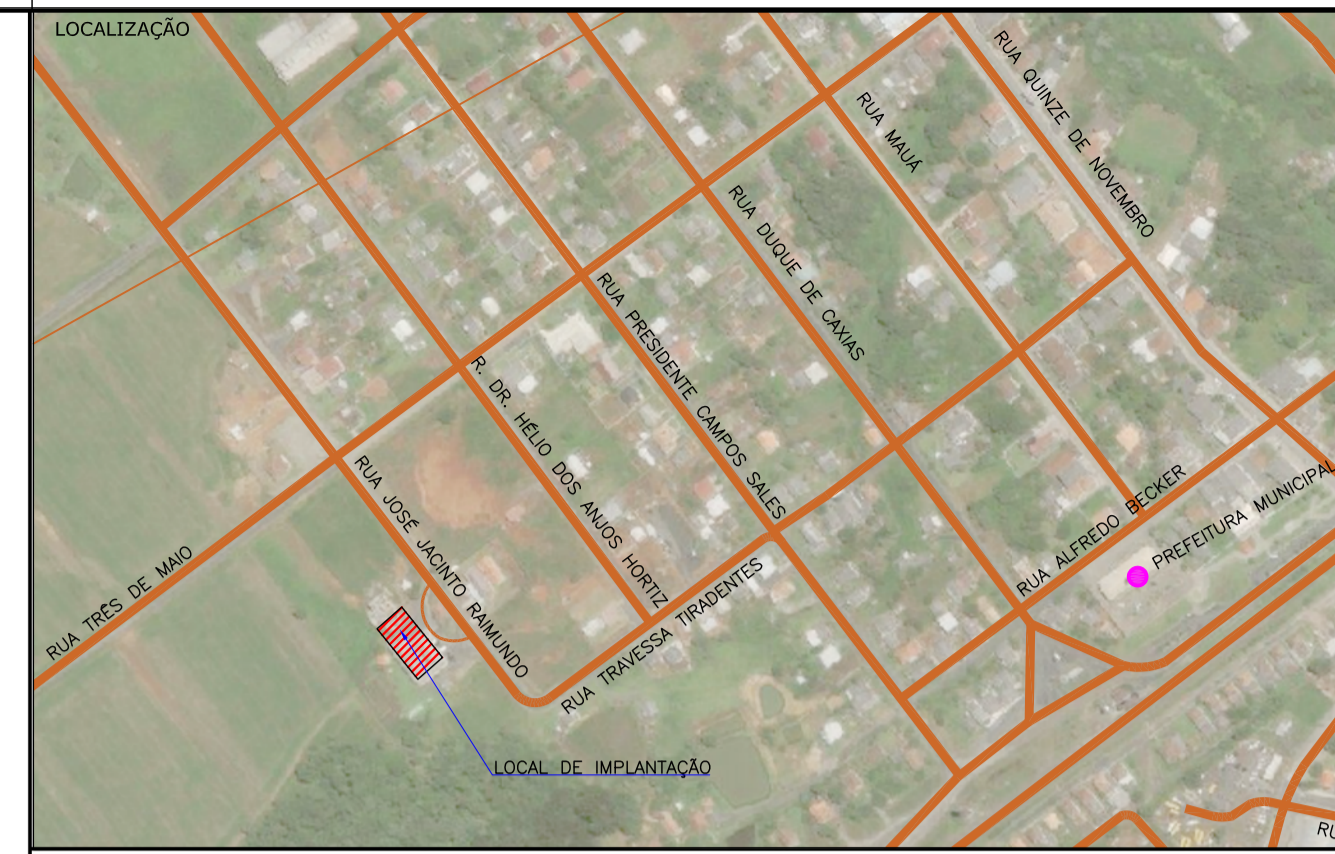 LOCALIZAÇÃO
RUA QUINZE DE NOVEMBRO
RUA MAUÁ
RUA DUQUE DE CAXIAS
RUA PRESIDENTE CAMPOS SALES
R. DR. HÉLIO DOS ANJOS HORTIZ
RUA JOSÉ JACINTO RAIMUNDO
RUA TRÊS DE MAIO
RUA TRAVESSA TIRADENTES
RUA ALFREDO BECKER
PREFEITURA MUNICIPAL
LOCAL DE IMPLANTAÇÃO